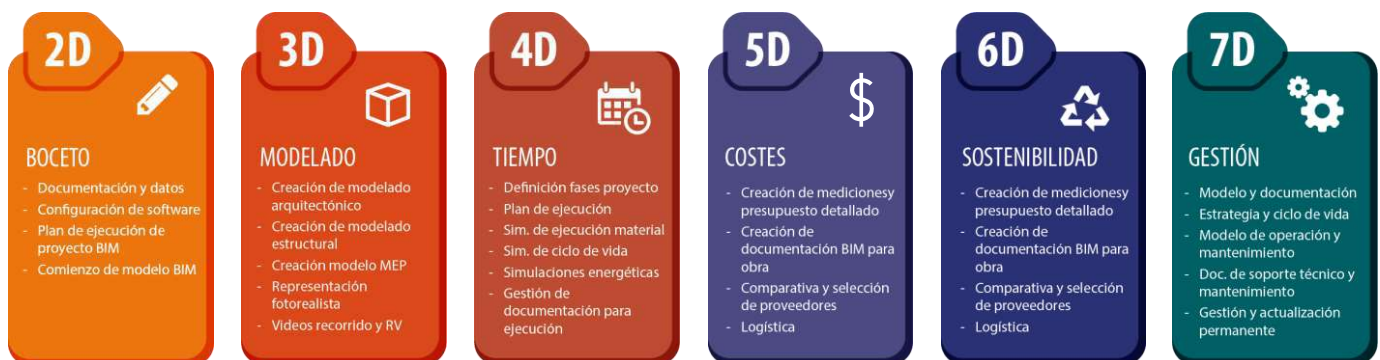 2D
BOCETO
- Documentación y datos
- Configuración de software
- Plan de ejecución de
proyecto BIM
- Comienzo de modelo BIM
3D
MODELADO
- Creación de modelado
arquitectónico
- Creación de modelado
estructural
- Creación modelo MEP
- Representación
fotorealista
- Videos recorrido y RV
4D
TIEMPO
- Definición fases proyecto
- Plan de ejecución
- Sim. de ejecución material
- Sim. de ciclo de vida
- Simulaciones energéticas
- Gestión de
documentación para
ejecución
5D
$
COSTES
- Creación de medicionesy
presupuesto detallado
- Creación de
documentación BIM para
obra
- Comparativa y selección
de proveedores
- Logística
6D
SOSTENIBILIDAD
- Creación de medicionesy
presupuesto detallado
- Creación de
documentación BIM para
obra
- Comparativa y selección
de proveedores
- Logística
7D
GESTIÓN
- Modelo y documentación
- Estrategia y ciclo de vida
- Modelo de operación y
mantenimiento
- Doc. de soporte técnico y
mantenimiento
- Gestión y actualización
permanente